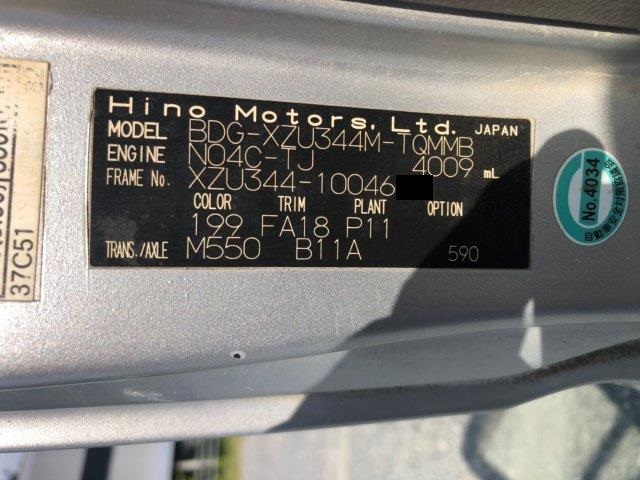 Hino Motors, Ltd. JAPAN
MODEL BDG-XZU344M-TQMMB
ENGINE N04C-TJ 4009 mL
FRAME No. XZU344-10046
COLOR TRIM PLANT OPTION
199 FA18 P11
TRANS./AXLE M550 B11A 590
37C51
No.4034